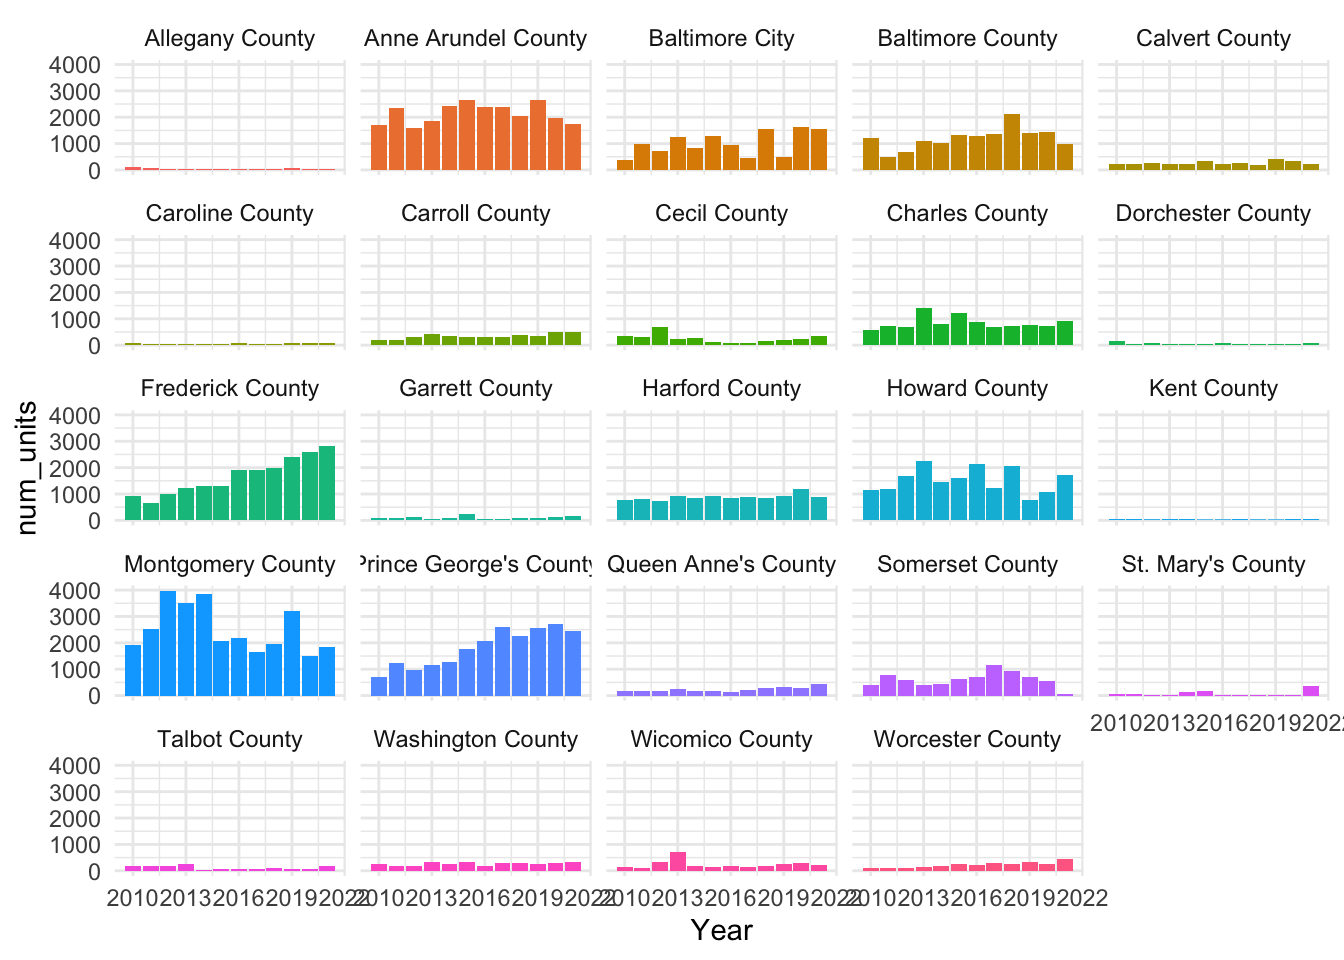 Allegany County Anne Arundel County Baltimore City Baltimore County Calvert County
4000
3000
2000
1000
0
Caroline County Carroll County Cecil County Charles County Dorchester County
4000
3000
2000
1000
0
Frederick County Garrett County Harford County Howard County Kent County
4000
3000
2000
1000
0
num_units
Montgomery County Prince George's County Queen Anne's County Somerset County St. Mary's County
4000
3000
2000
1000
0
2010 2013 2016 2019 2022
Talbot County Washington County Wicomico County Worcester County
4000
3000
2000
1000
0
2010 2013 2016 2019 2022 2010 2013 2016 2019 2022 2010 2013 2016 2019 2022 2010 2013 2016 2019 2022
Year